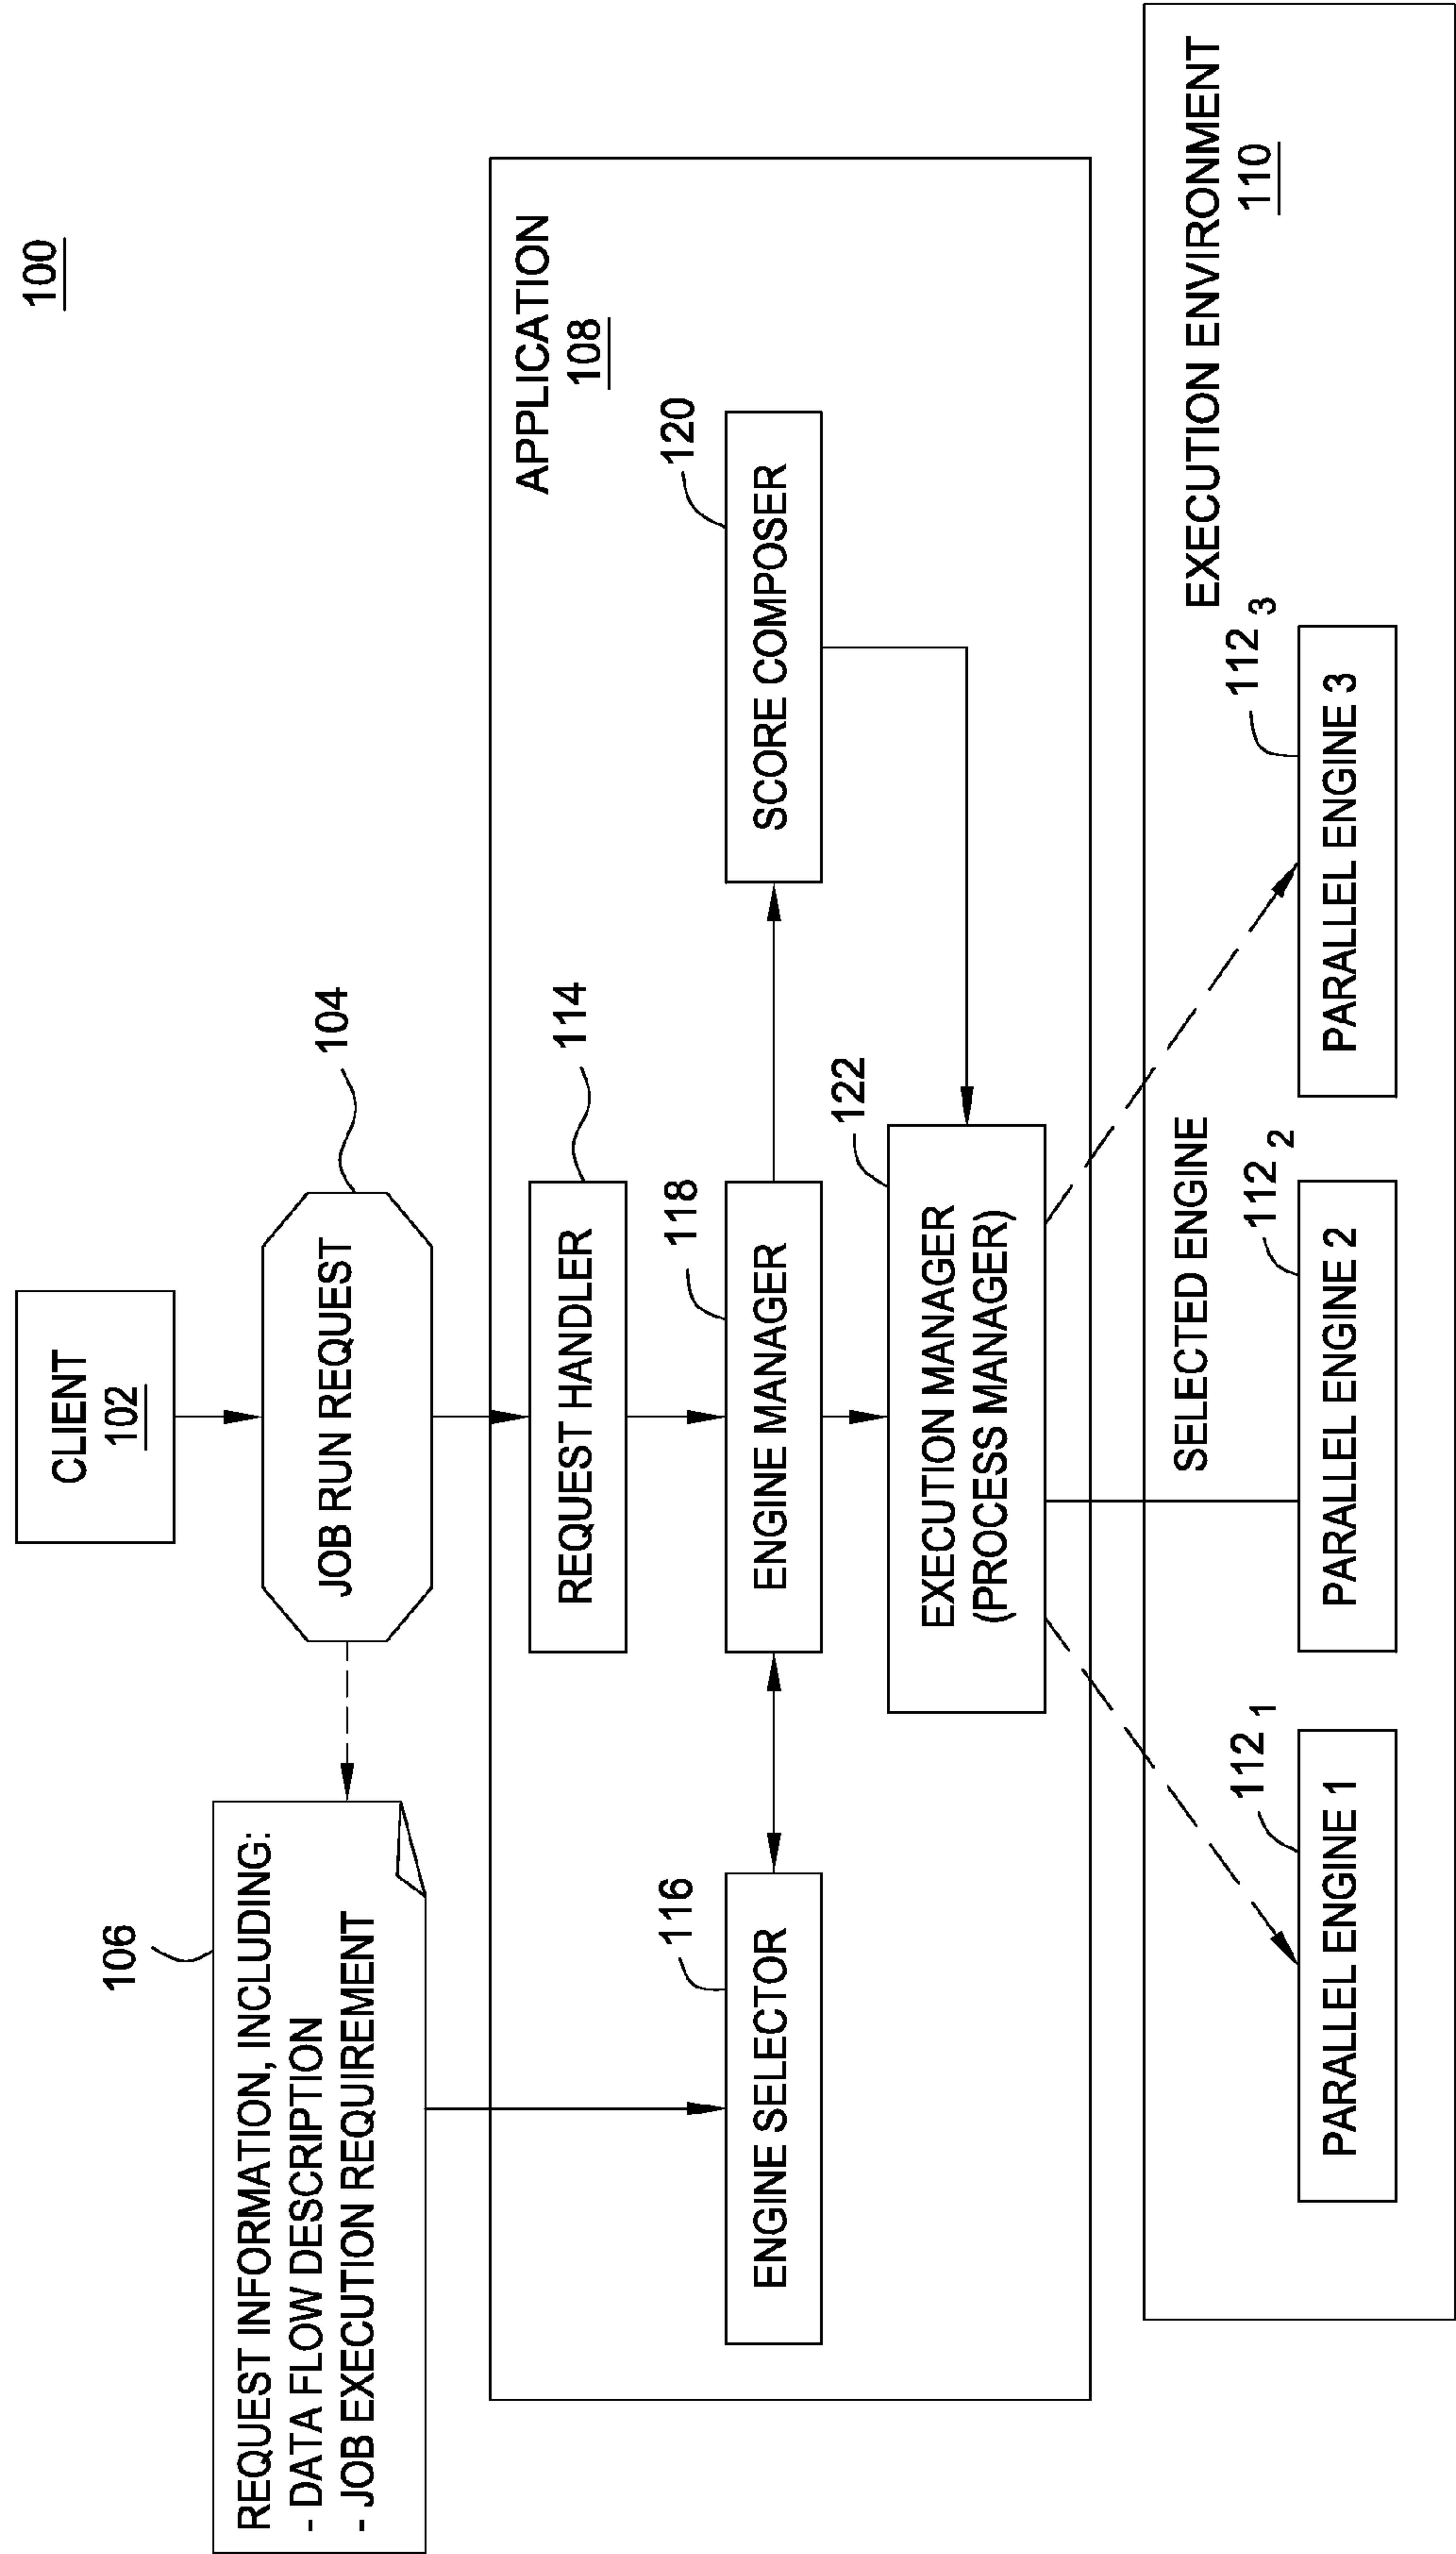 100
CLIENT
102
104
JOB RUN REQUEST
106
REQUEST INFORMATION, INCLUDING:
- DATA FLOW DESCRIPTION
- JOB EXECUTION REQUIREMENT
APPLICATION
108
114
REQUEST HANDLER
116
ENGINE SELECTOR
118
ENGINE MANAGER
120
SCORE COMPOSER
122
EXECUTION MANAGER
(PROCESS MANAGER)
EXECUTION ENVIRONMENT
110
SELECTED ENGINE
112 1
PARALLEL ENGINE 1
112 2
PARALLEL ENGINE 2
112 3
PARALLEL ENGINE 3